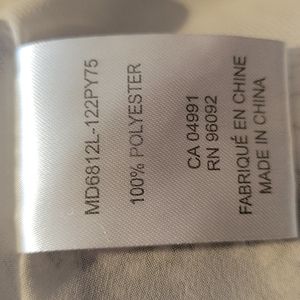 MD6812L-122PY75
100% POLYESTER
CA 04991
RN 96092
FABRIQUÉ EN CHINE
MADE IN CHINA